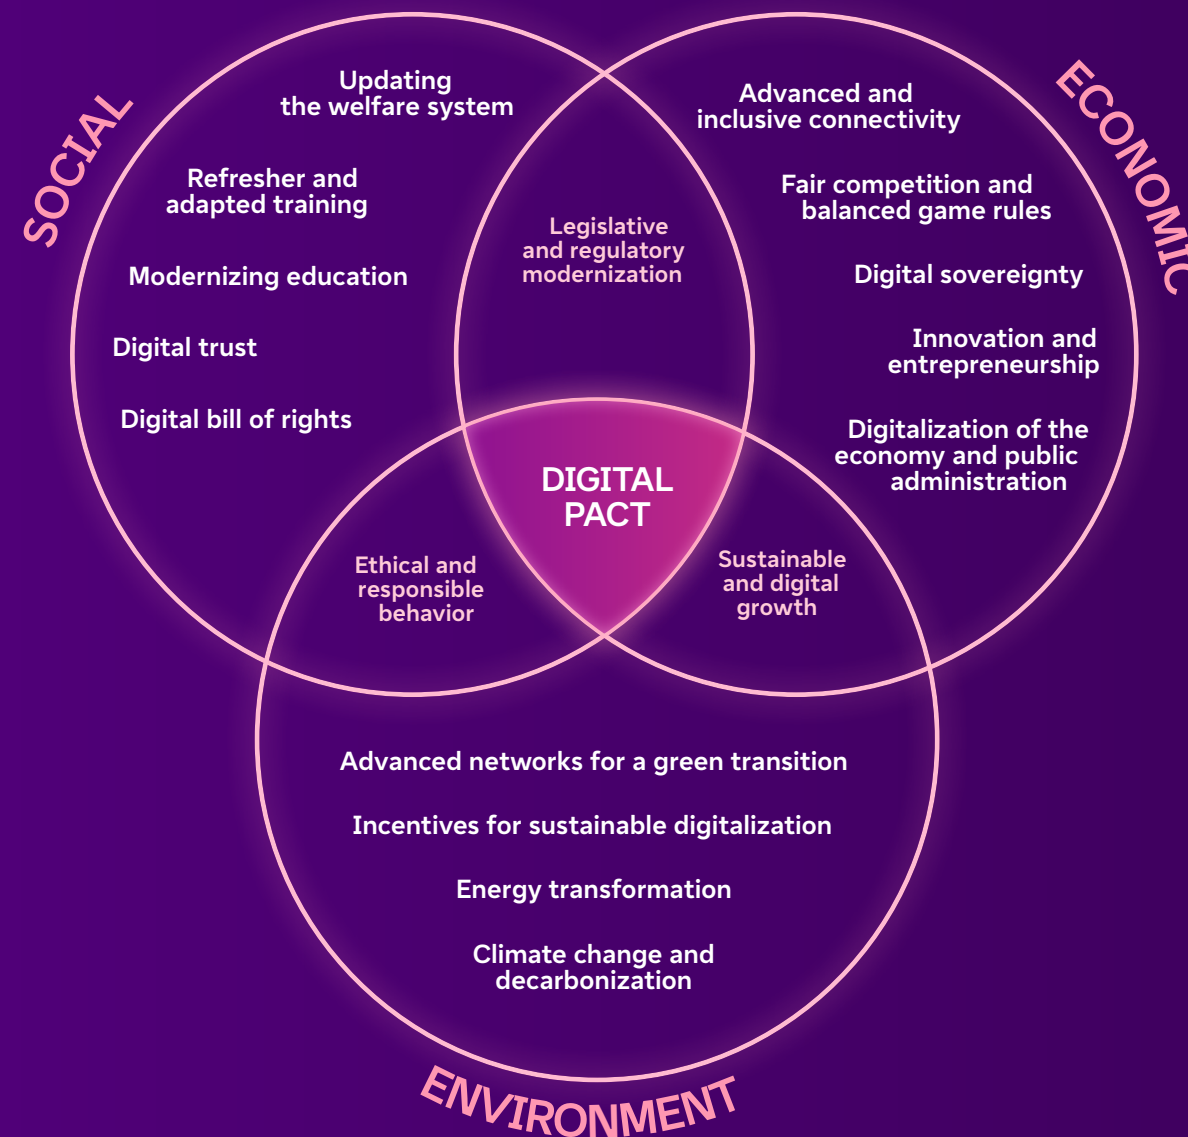 SOCIAL
Updating
the welfare system
Refresher and
adapted training
Modernizing education
Digital trust
Digital bill of rights
Legislative
and regulatory
modernization
ECONOMIC
Advanced and
inclusive connectivity
Fair competition and
balanced game rules
Digital sovereignty
Innovation and
entrepreneurship
Digitalization of the
economy and public
administration
DIGITAL
PACT
Ethical and
responsible
behavior
Sustainable
and digital
growth
Advanced networks for a green transition
Incentives for sustainable digitalization
Energy transformation
Climate change and
decarbonization
ENVIRONMENT